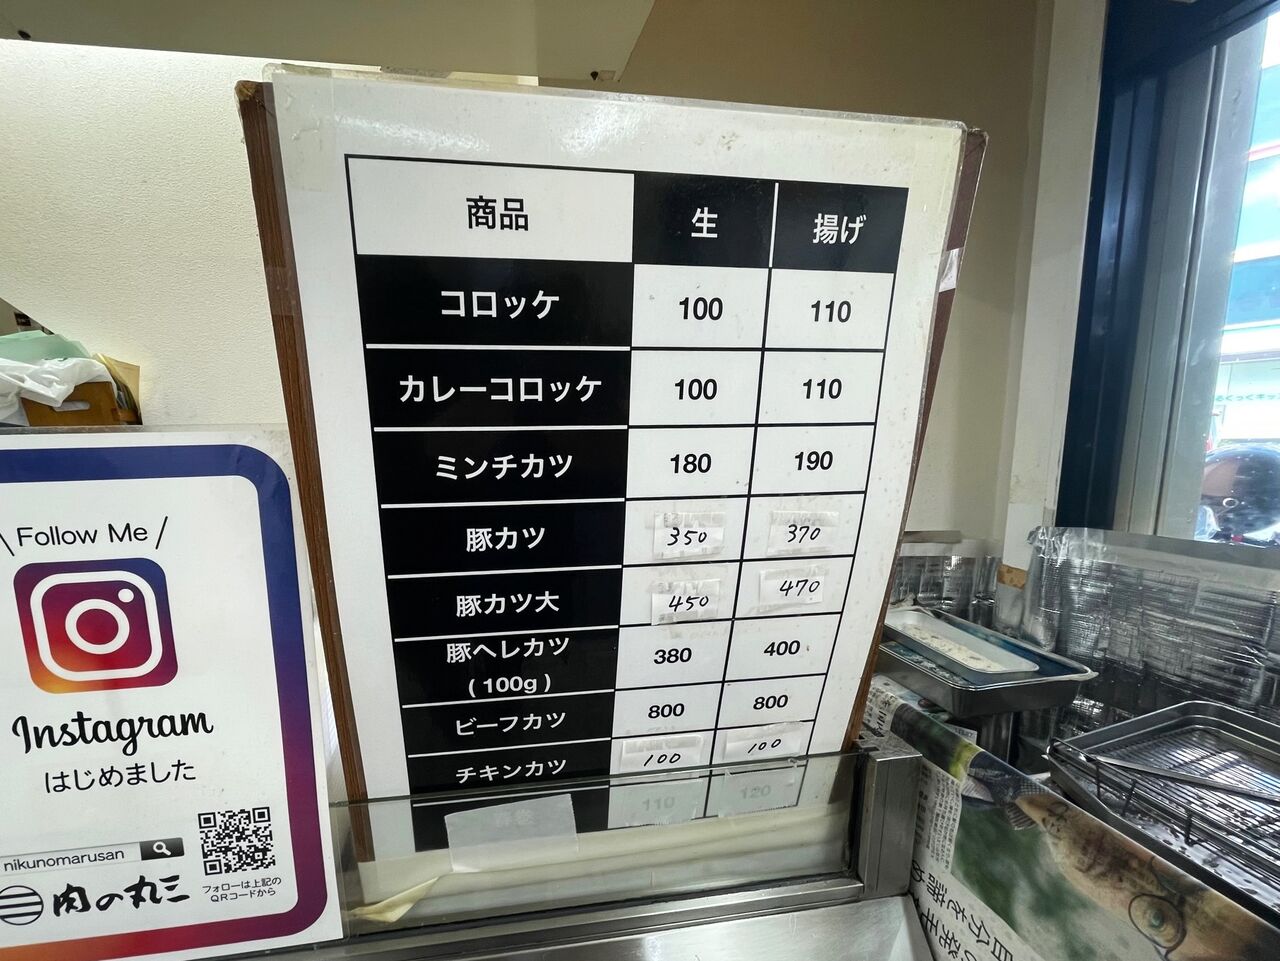 商品 生 揚げ
コロッケ 100 110
カレーコロッケ 100 110
ミンチカツ 180 190
豚カツ 350 370
豚カツ大 450 470
豚ヘレカツ
(100g) 380 400
ビーフカツ 800 800
チキンカツ 100 100
春巻 110 120
\ Follow Me /
Instagram
はじめました
nikunomarusan
肉の丸三
フォローは上記の
QRコードから